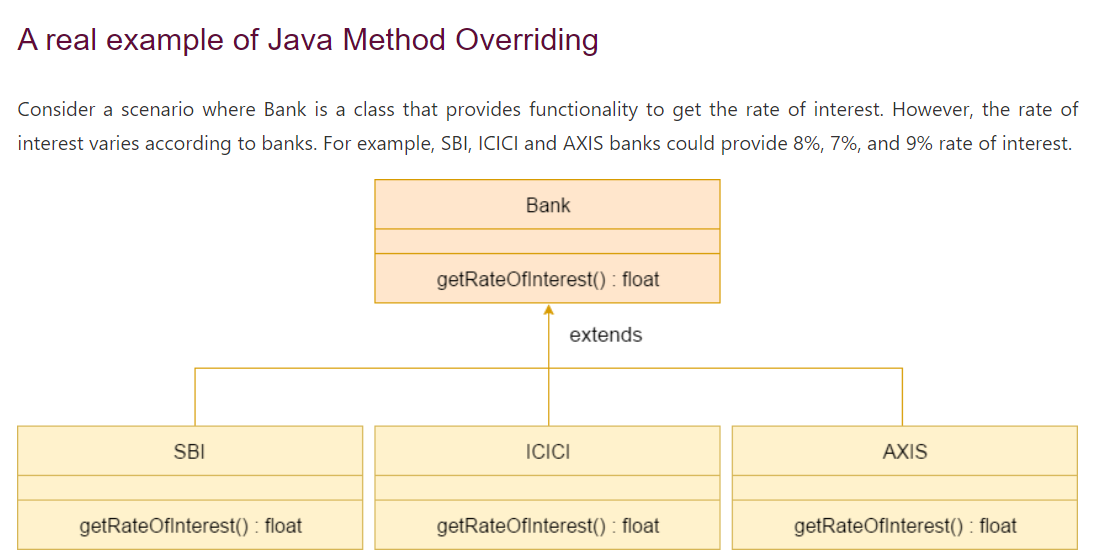 A real example of Java Method Overriding
Consider a scenario where Bank is a class that provides functionality to get the rate of interest. However, the rate of
interest varies according to banks. For example, SBI, ICICI and AXIS banks could provide 8%, 7%, and 9% rate of interest.
Bank
getRateOfInterest() : float
extends
SBI
ICICI
AXIS
getRateOfInterest() : float
getRateOfInterest() : float
getRateOfInterest() : float